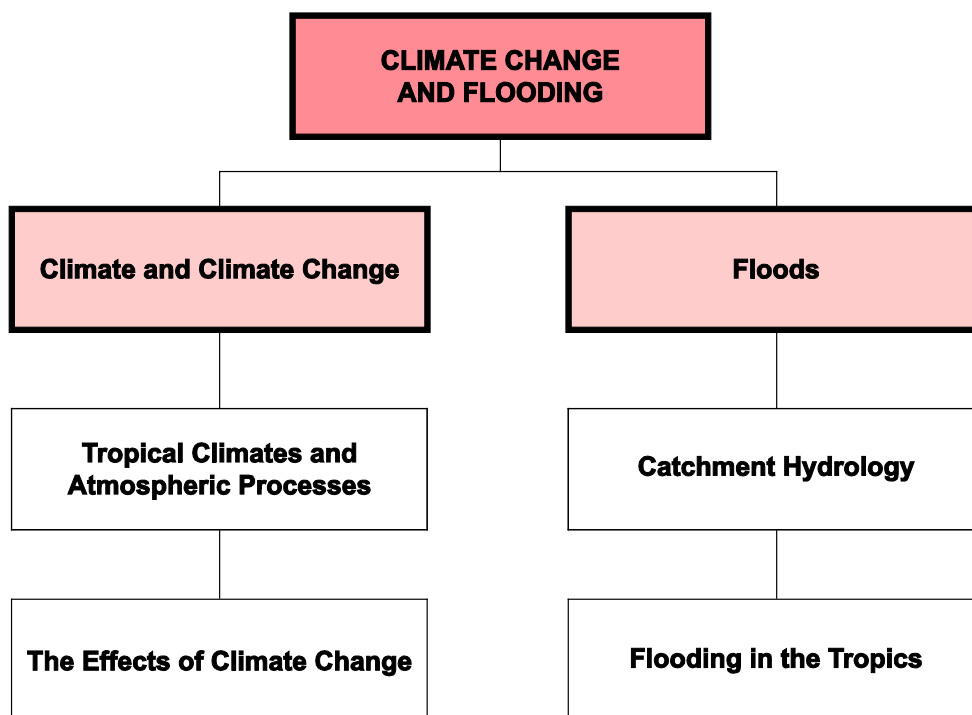 CLIMATE CHANGE
AND FLOODING
Climate and Climate Change
Floods
Tropical Climates and
Atmospheric Processes
Catchment Hydrology
The Effects of Climate Change
Flooding in the Tropics